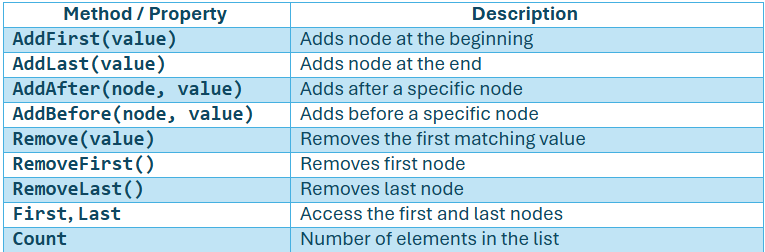 Method / Property Description
AddFirst(value) Adds node at the beginning
AddLast(value) Adds node at the end
AddAfter(node, value) Adds after a specific node
AddBefore(node, value) Adds before a specific node
Remove(value) Removes the first matching value
RemoveFirst() Removes first node
RemoveLast() Removes last node
First, Last Access the first and last nodes
Count Number of elements in the list